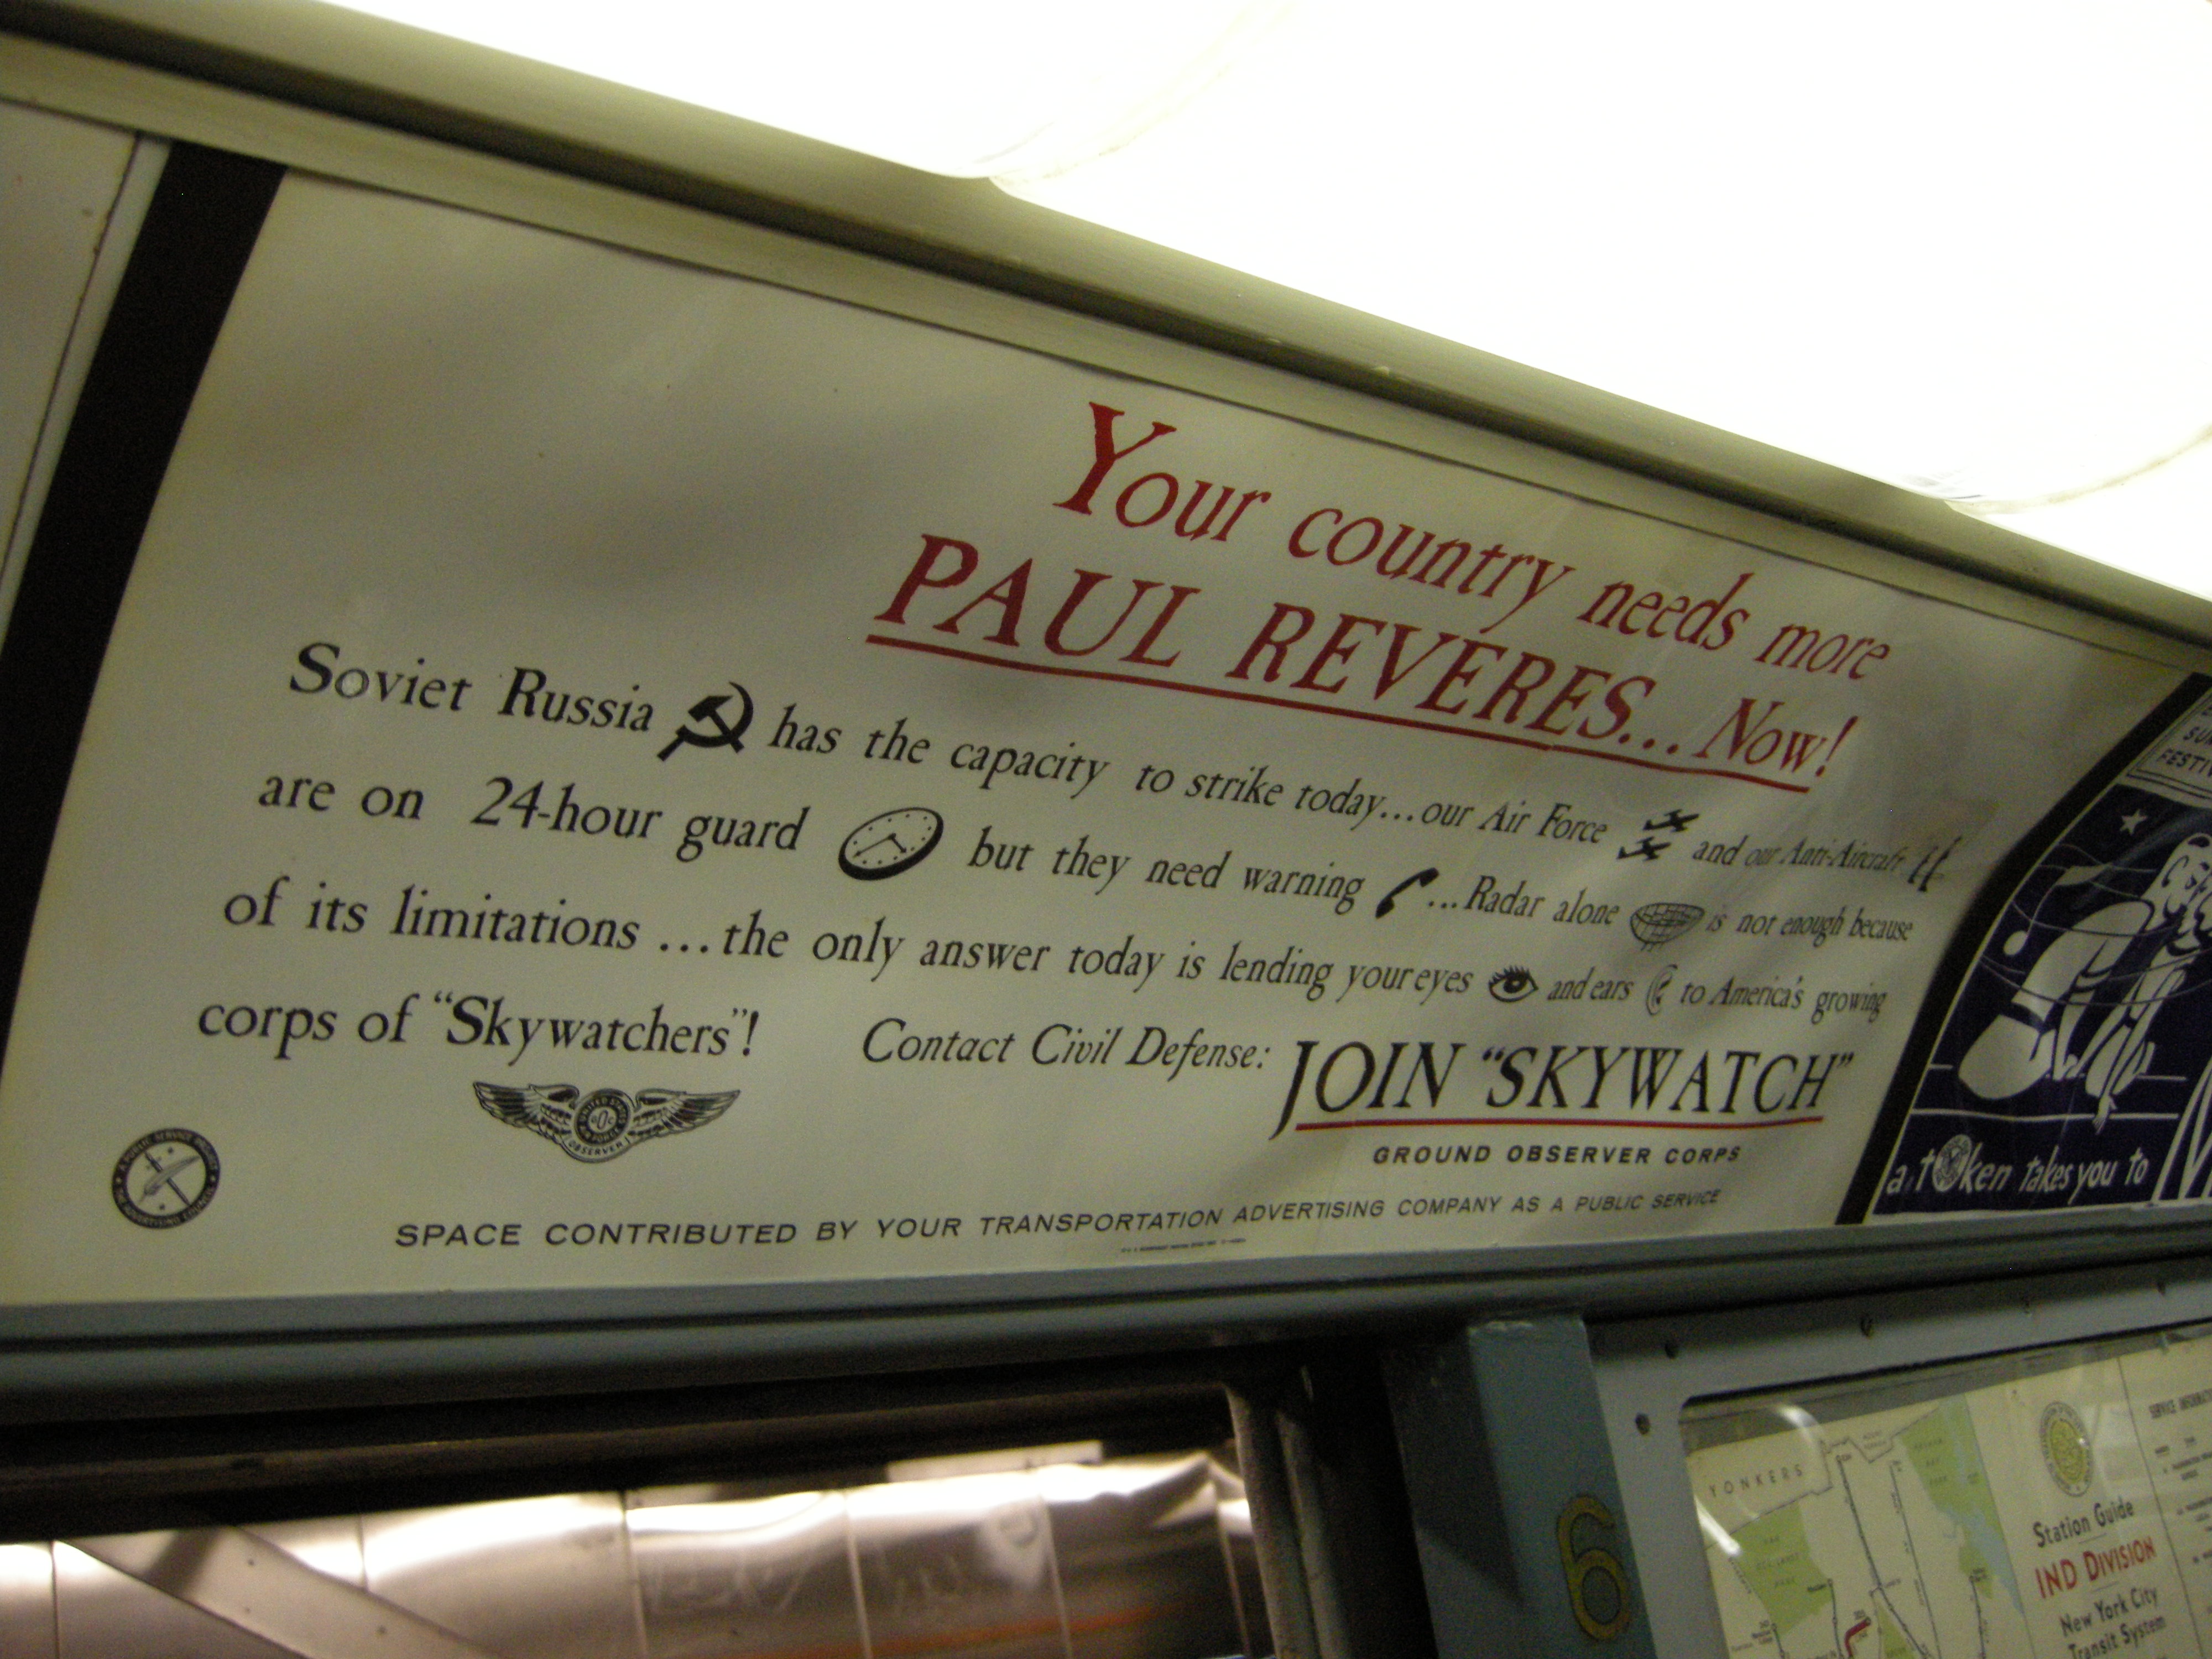 Your country needs more
PAUL REVERES... Now!
Soviet Russia has the capacity to strike today...our Air Force and our Anti-Aircraft
are on 24-hour guard but they need warning ...Radar alone is not enough because
of its limitations ...the only answer today is lending your eyes and ears to America's growing
corps of "Skywatchers"! Contact Civil Defense: JOIN "SKYWATCH"
GROUND OBSERVER CORPS
OBSERVER
SPACE CONTRIBUTED BY YOUR TRANSPORTATION ADVERTISING COMPANY AS A PUBLIC SERVICE
a token takes you to
6
YONKERS
Station Guide
IND DIVISION
New York City
Transit System